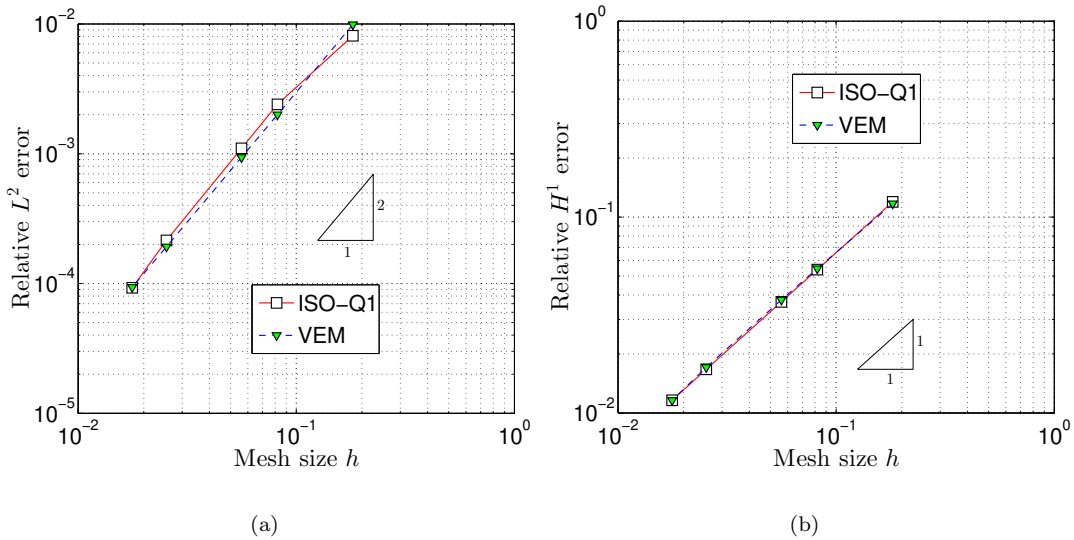 10^−2
10^−3
10^−4
10^−5
Relative L^2 error
2
1
ISO−Q1
VEM
10^−2
10^−1
10^0
Mesh size h
(a)
10^0
10^−1
10^−2
Relative H^1 error
ISO−Q1
VEM
1
1
10^−2
10^−1
10^0
Mesh size h
(b)